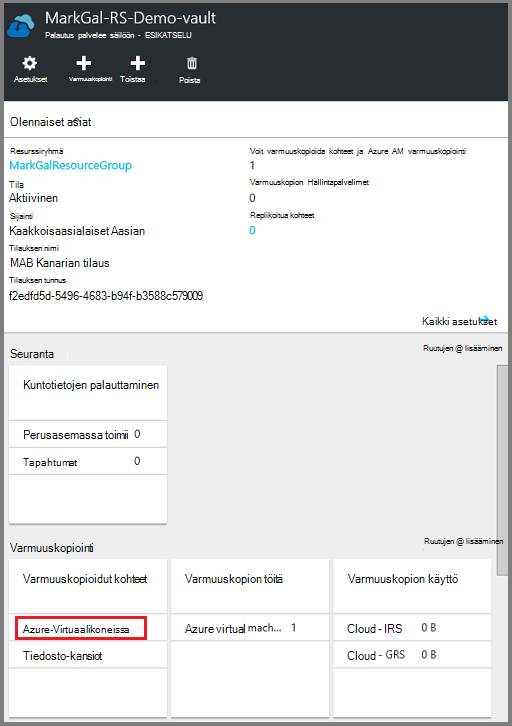 MarkGal-RS-Demo-vault
Palautus palvelee säilöön - ESIKATSELU
Asetukset Varmuuskopiointi Toistaa Poista
Olennaiset asiat
Resurssiryhmä
MarkGalResourceGroup
Tila
Aktiivinen
Sijainti
Kaakkoisaasialaiset Aasian
Tilauksen nimi
MAB Kanarian tilaus
Tilauksen tunnus
f2edfd5d-5496-4683-b94f-b3588c579009
Voit varmuuskopioida kohteet ja Azure AM varmuuskopiointi
1
Varmuuskopion Hallintapalvelimet
0
Replikoitua kohteet
0
Kaikki asetukset
Seuranta
Ruutujen @ lisääminen
Kuntotietojen palauttaminen
Perusasemassa toimii 0
Tapahtumat 0
Varmuuskopiointi
Ruutujen @ lisääminen
Varmuuskopioidut kohteet
Azure-Virtuaalikoneissa
Tiedosto-kansiot
Varmuuskopion töitä
Azure virtual mach... 1
Varmuuskopion käyttö
Cloud - IRS 0 B
Cloud - GRS 0 B